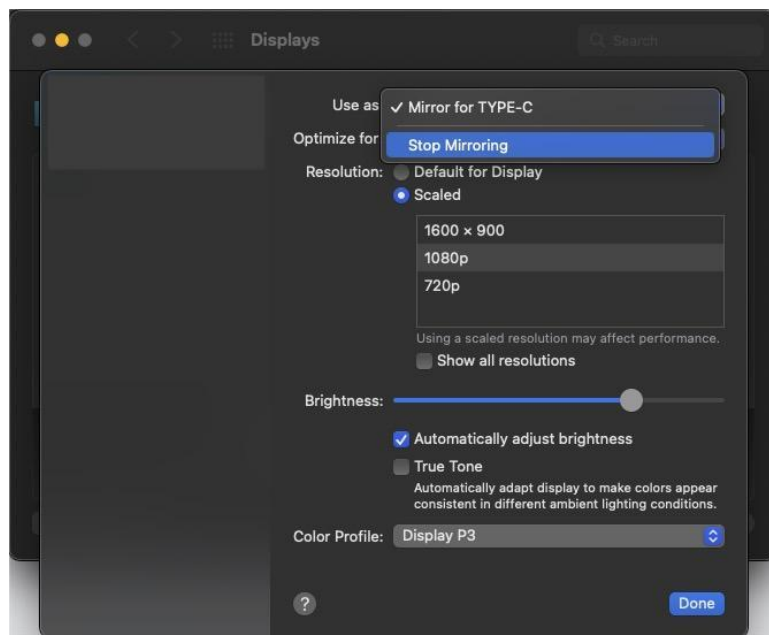 Displays
Search
Use as
✓ Mirror for TYPE-C
Optimize for
Stop Mirroring
Resolution:
Default for Display
Scaled
1600 × 900
1080p
720p
Using a scaled resolution may affect performance.
Show all resolutions
Brightness:
Automatically adjust brightness
True Tone
Automatically adapt display to make colors appear
consistent in different ambient lighting conditions.
Color Profile: Display P3
?
Done